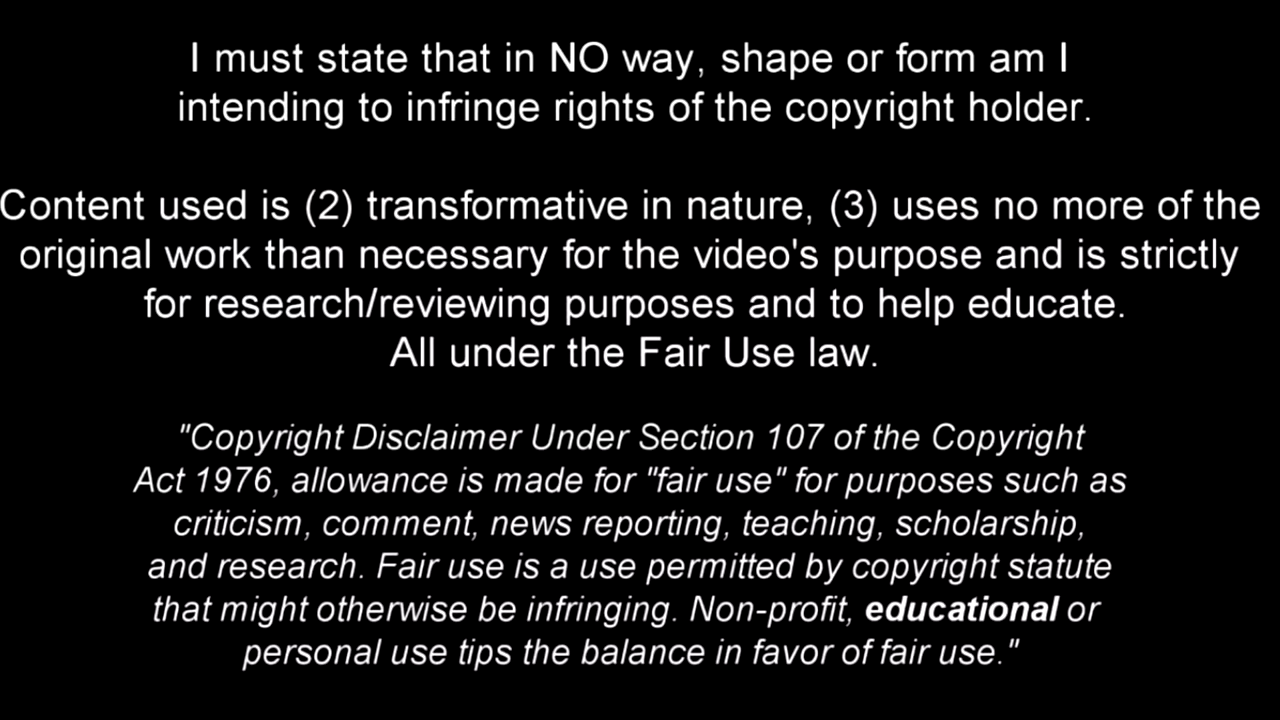 I must state that in NO way, shape or form am I
intending to infringe rights of the copyright holder.
Content used is (2) transformative in nature, (3) uses no more of the
original work than necessary for the video's purpose and is strictly
for research/reviewing purposes and to help educate.
All under the Fair Use law.
"Copyright Disclaimer Under Section 107 of the Copyright
Act 1976, allowance is made for "fair use" for purposes such as
criticism, comment, news reporting, teaching, scholarship,
and research. Fair use is a use permitted by copyright statute
that might otherwise be infringing. Non-profit, educational or
personal use tips the balance in favor of fair use."